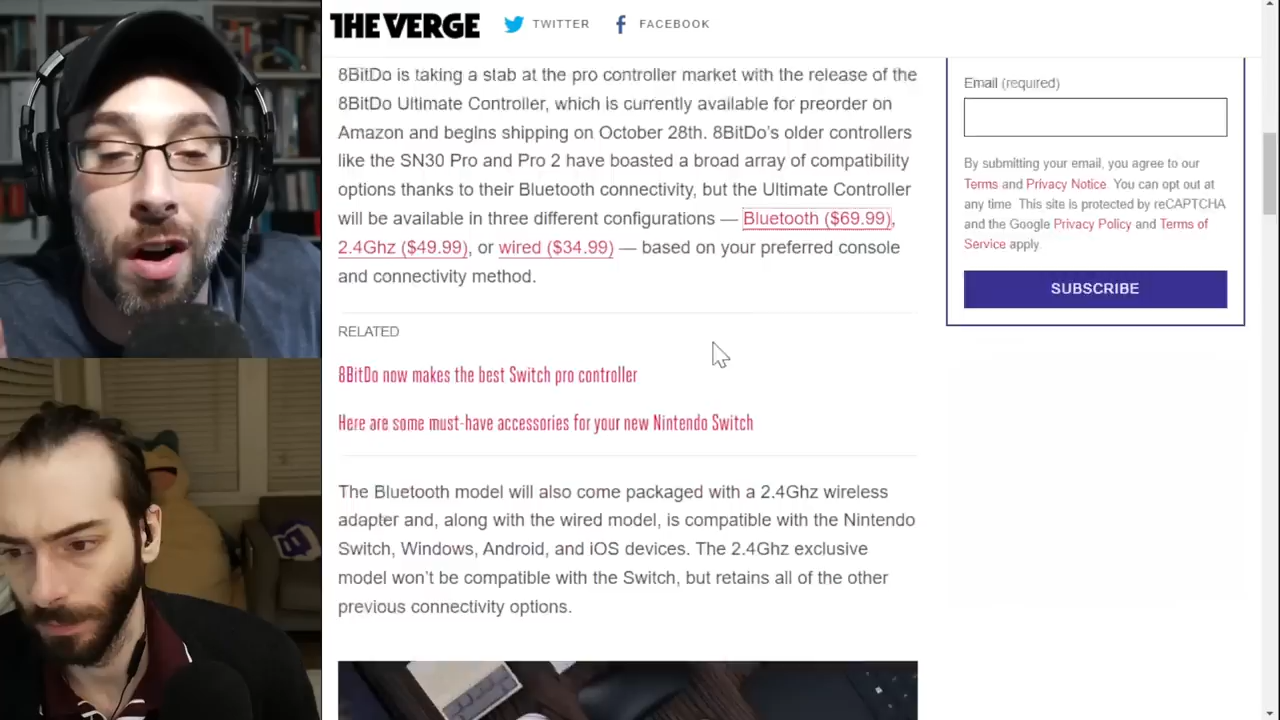 THE VERGE
TWITTER
FACEBOOK
8BitDo is taking a stab at the pro controller market with the release of the
8BitDo Ultimate Controller, which is currently available for preorder on
Amazon and begins shipping on October 28th. 8BitDo's older controllers
like the SN30 Pro and Pro 2 have boasted a broad array of compatibility
options thanks to their Bluetooth connectivity, but the Ultimate Controller
will be available in three different configurations — Bluetooth ($69.99),
2.4Ghz ($49.99), or wired ($34.99) — based on your preferred console
and connectivity method.
RELATED
8BitDo now makes the best Switch pro controller
Here are some must-have accessories for your new Nintendo Switch
The Bluetooth model will also come packaged with a 2.4Ghz wireless
adapter and, along with the wired model, is compatible with the Nintendo
Switch, Windows, Android, and iOS devices. The 2.4Ghz exclusive
model won't be compatible with the Switch, but retains all of the other
previous connectivity options.
Email (required)
By submitting your email, you agree to our
Terms and Privacy Notice. You can opt out at
any time. This site is protected by reCAPTCHA
and the Google Privacy Policy and Terms of
Service apply.
SUBSCRIBE